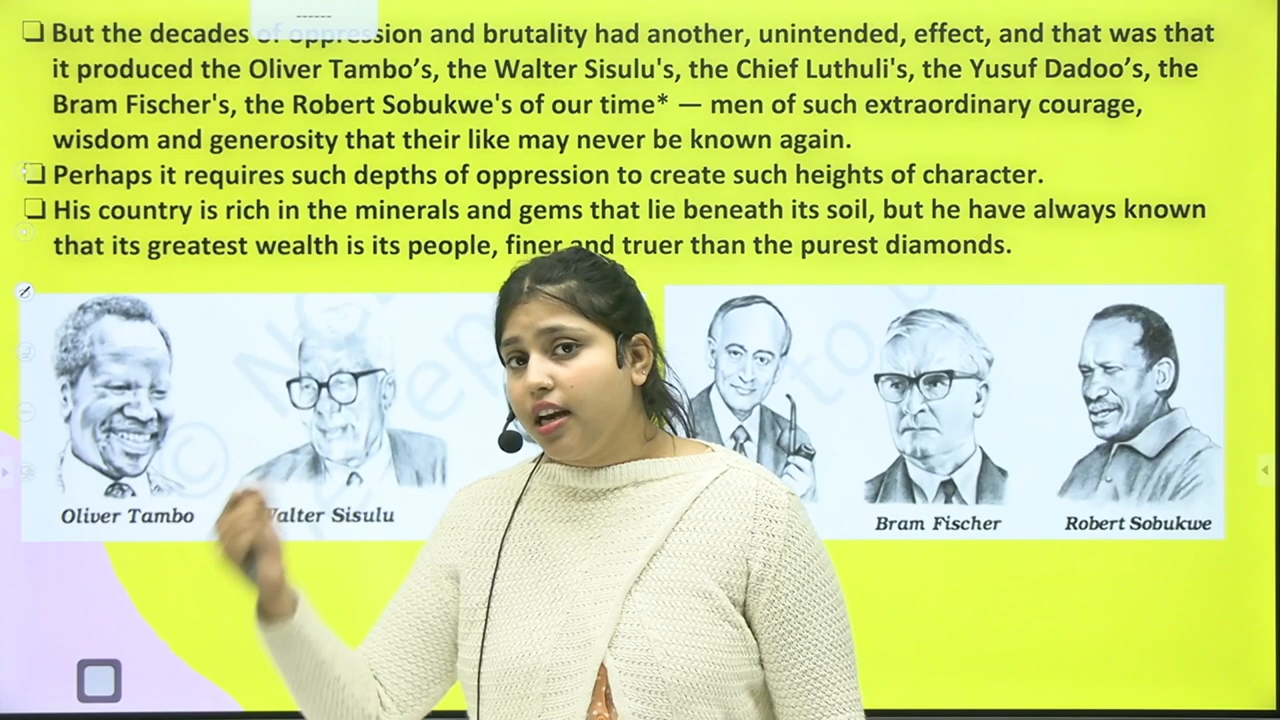 ------
❑ But the decades of oppression and brutality had another, unintended, effect, and that was that
it produced the Oliver Tambo’s, the Walter Sisulu's, the Chief Luthuli's, the Yusuf Dadoo’s, the
Bram Fischer's, the Robert Sobukwe's of our time* — men of such extraordinary courage,
wisdom and generosity that their like may never be known again.
❑ Perhaps it requires such depths of oppression to create such heights of character.
❑ His country is rich in the minerals and gems that lie beneath its soil, but he have always known
that its greatest wealth is its people, finer and truer than the purest diamonds.
Oliver Tambo
Walter Sisulu
Bram Fischer
Robert Sobukwe